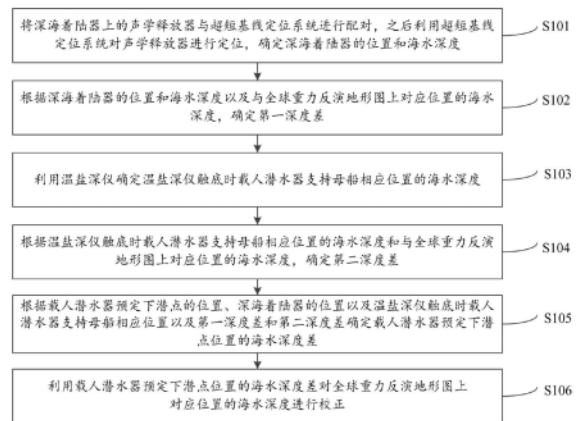 将深海着陆器上的声学释放器与超短基线定位系统进行配对，之后利用超短基线
定位系统对声学释放器进行定位，确定深海着陆器的位置和海水深度
S101
根据深海着陆器的位置和海水深度以及与全球重力反演地形图上对应位置的海水
深度，确定第一深度差
S102
利用温盐深仪确定温盐深仪触底时载人潜水器支持母船相应位置的海水深度
S103
根据温盐深仪触底时载人潜水器支持母船相应位置的海水深度和与全球重力反演
地形图上对应位置的海水深度，确定第二深度差
S104
根据载人潜水器预定下潜点的位置、深海着陆器的位置以及温盐深仪触底时载人
潜水器支持母船相应位置以及第一深度差和第二深度差确定载人潜水器预定下潜
点位置的海水深度差
S105
利用载人潜水器预定下潜点位置的海水深度差对全球重力反演地形图上
对应位置的海水深度进行校正
S106